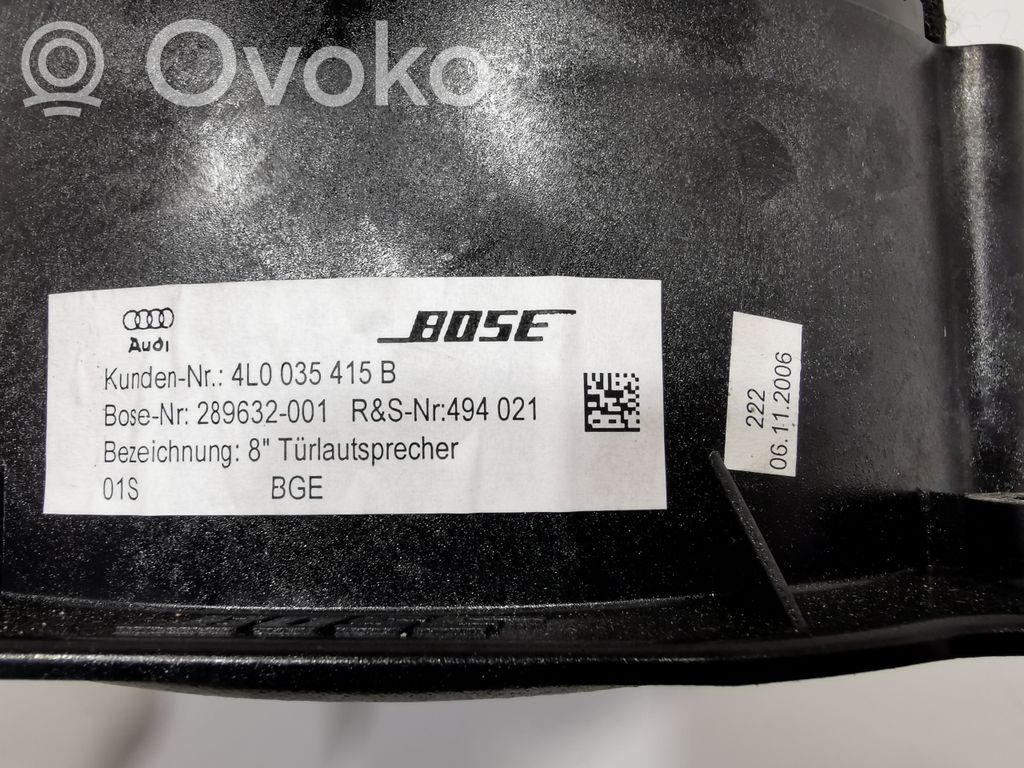 Ovoko
Audi
BOSE
Kunden-Nr.: 4L0 035 415 B
Bose-Nr: 289632-001 R&S-Nr:494 021
Bezeichnung: 8" Türlautsprecher
01S BGE
222
06.11.2006